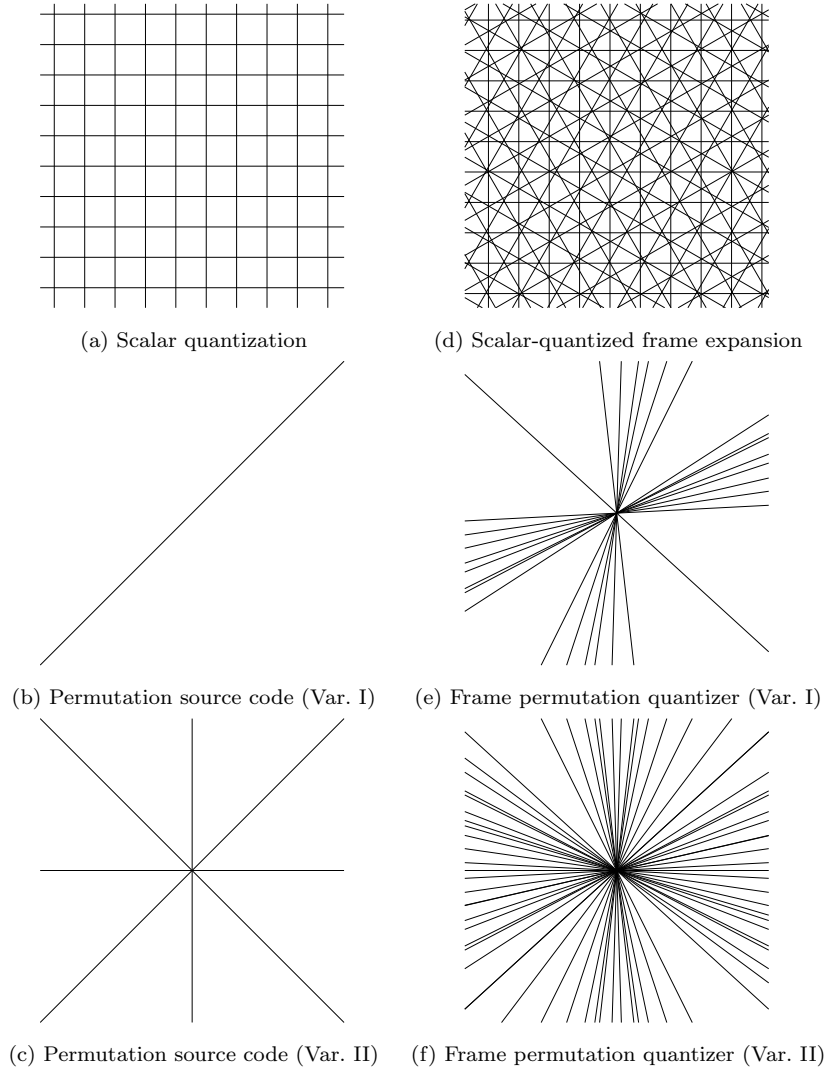 (a) Scalar quantization
(d) Scalar-quantized frame expansion
(b) Permutation source code (Var. I)
(e) Frame permutation quantizer (Var. I)
(c) Permutation source code (Var. II)
(f) Frame permutation quantizer (Var. II)